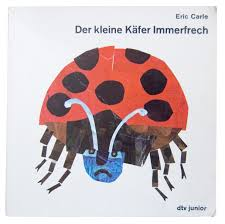 Eric Carle
Der kleine Käfer Immerfrech
dtv junior